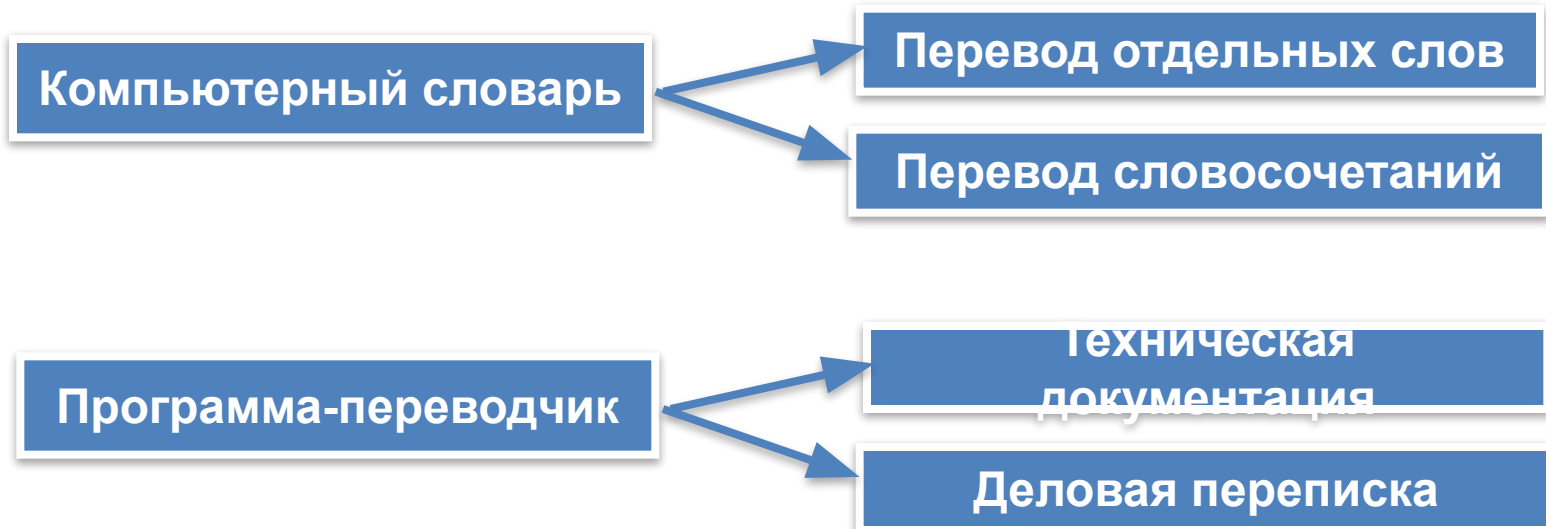 Компьютерный словарь
Перевод отдельных слов
Перевод словосочетаний
Программа-переводчик
Техническая
документация
Деловая переписка